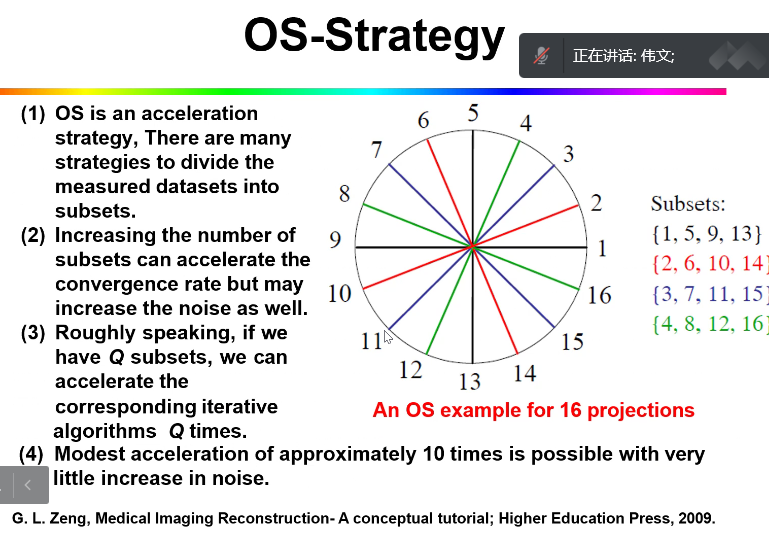 OS-Strategy
正在讲话: 伟文;
(1) OS is an acceleration
strategy, There are many
strategies to divide the
measured datasets into
subsets.
(2) Increasing the number of
subsets can accelerate the
convergence rate but may
increase the noise as well.
(3) Roughly speaking, if we
have Q subsets, we can
accelerate the
corresponding iterative
algorithms Q times.
(4) Modest acceleration of approximately 10 times is possible with very
little increase in noise.
5
6
4
7
3
8
2
9
1
10
16
11
15
12
14
13
Subsets:
{1, 5, 9, 13}
{2, 6, 10, 14}
{3, 7, 11, 15}
{4, 8, 12, 16}
An OS example for 16 projections
G. L. Zeng, Medical Imaging Reconstruction- A conceptual tutorial; Higher Education Press, 2009.